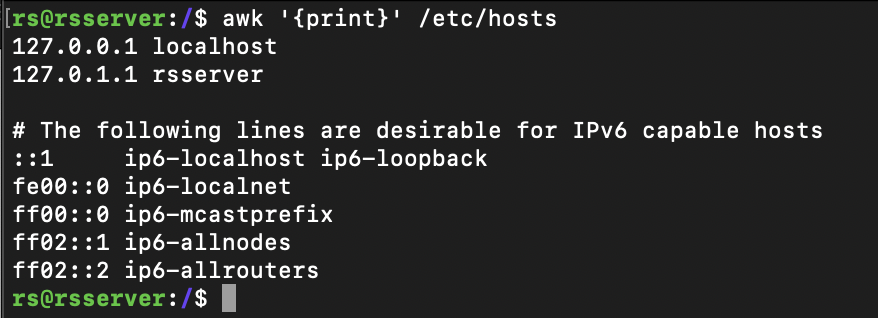 [rs@rsserver:/$ awk '{print}' /etc/hosts
127.0.0.1 localhost
127.0.1.1 rsserver

# The following lines are desirable for IPv6 capable hosts
::1     ip6-localhost ip6-loopback
fe00::0 ip6-localnet
ff00::0 ip6-mcastprefix
ff02::1 ip6-allnodes
ff02::2 ip6-allrouters
rs@rsserver:/$